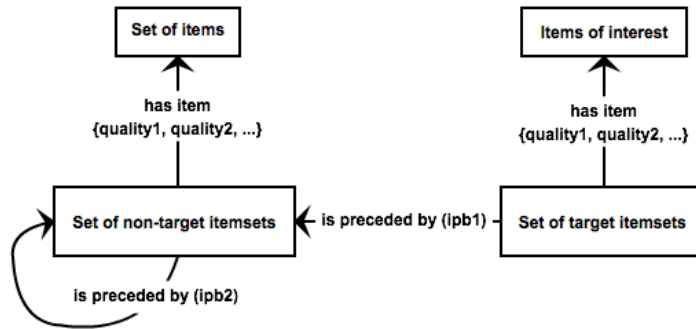 Set of items
Items of interest
has item
{quality1, quality2, ...}
has item
{quality1, quality2, ...}
Set of non-target itemsets
is preceded by (ipb1)
Set of target itemsets
is preceded by (ipb2)